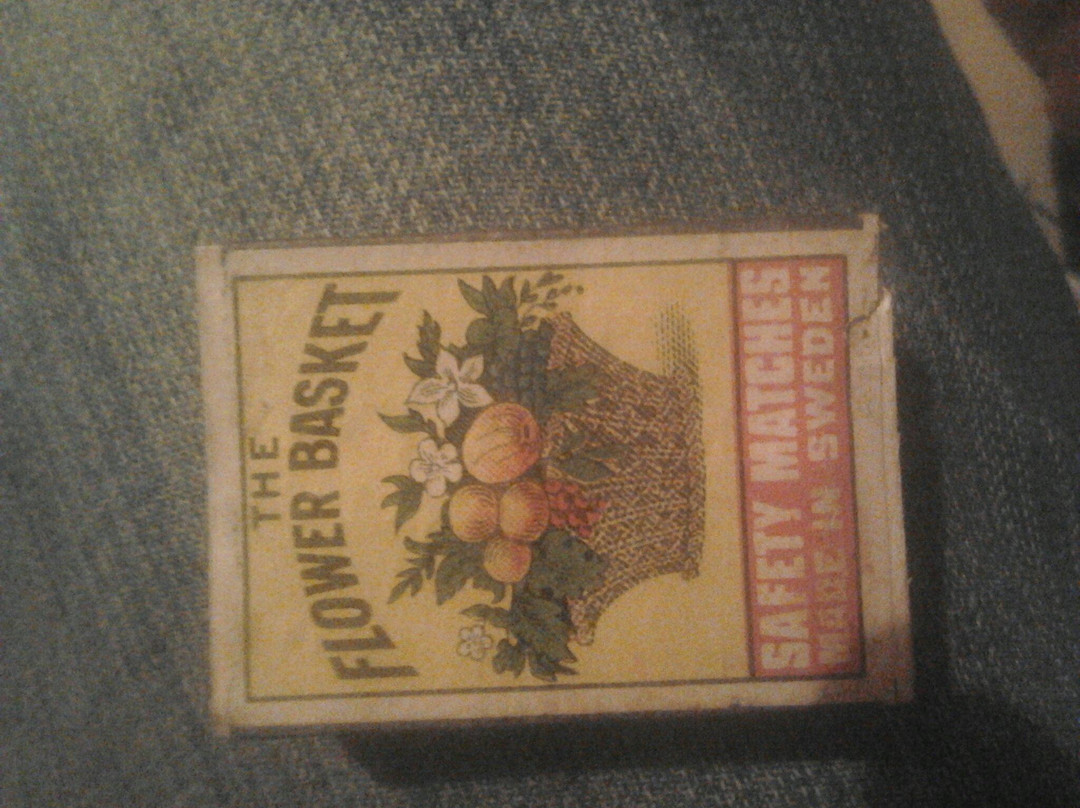 THE
FLOWER BASKET
SAFETY MATCHES
MADE IN SWEDEN